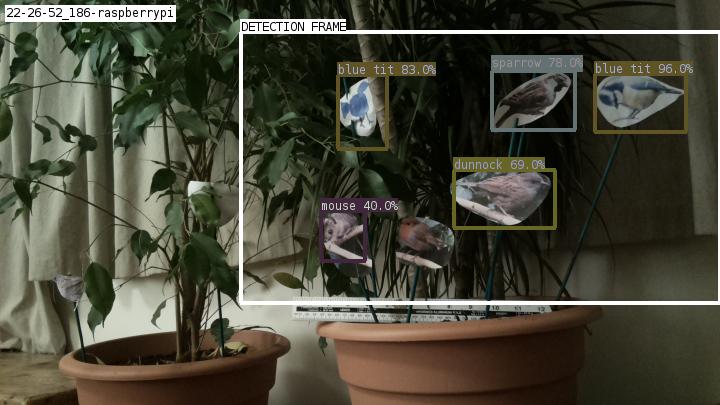 22-26-52_186-raspberrypi
DETECTION FRAME
blue tit 83.0%
sparrow 78.0%
blue tit 96.0%
dunnock 69.0%
mouse 40.0%